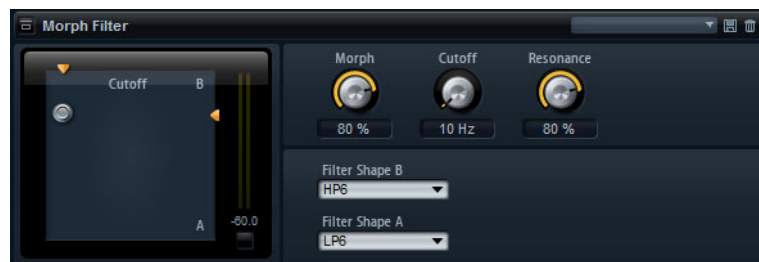 Morph Filter
Cutoff B
A
-60.0
Morph Cutoff Resonance
80 % 10 Hz 80 %
Filter Shape B
HP6
Filter Shape A
LP6